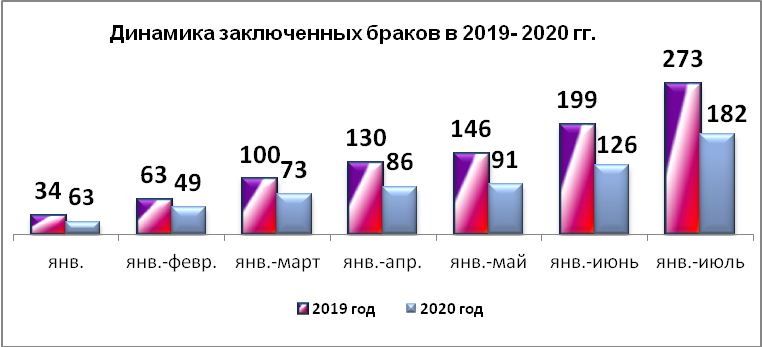 Динамика заключенных браков в 2019- 2020 гг.
34 63 63 49 100 73 130 86 146 91 199 126 273 182
янв. янв.-февр. янв.-март янв.-апр. янв.-май янв.-июнь янв.-июль
2019 год 2020 год